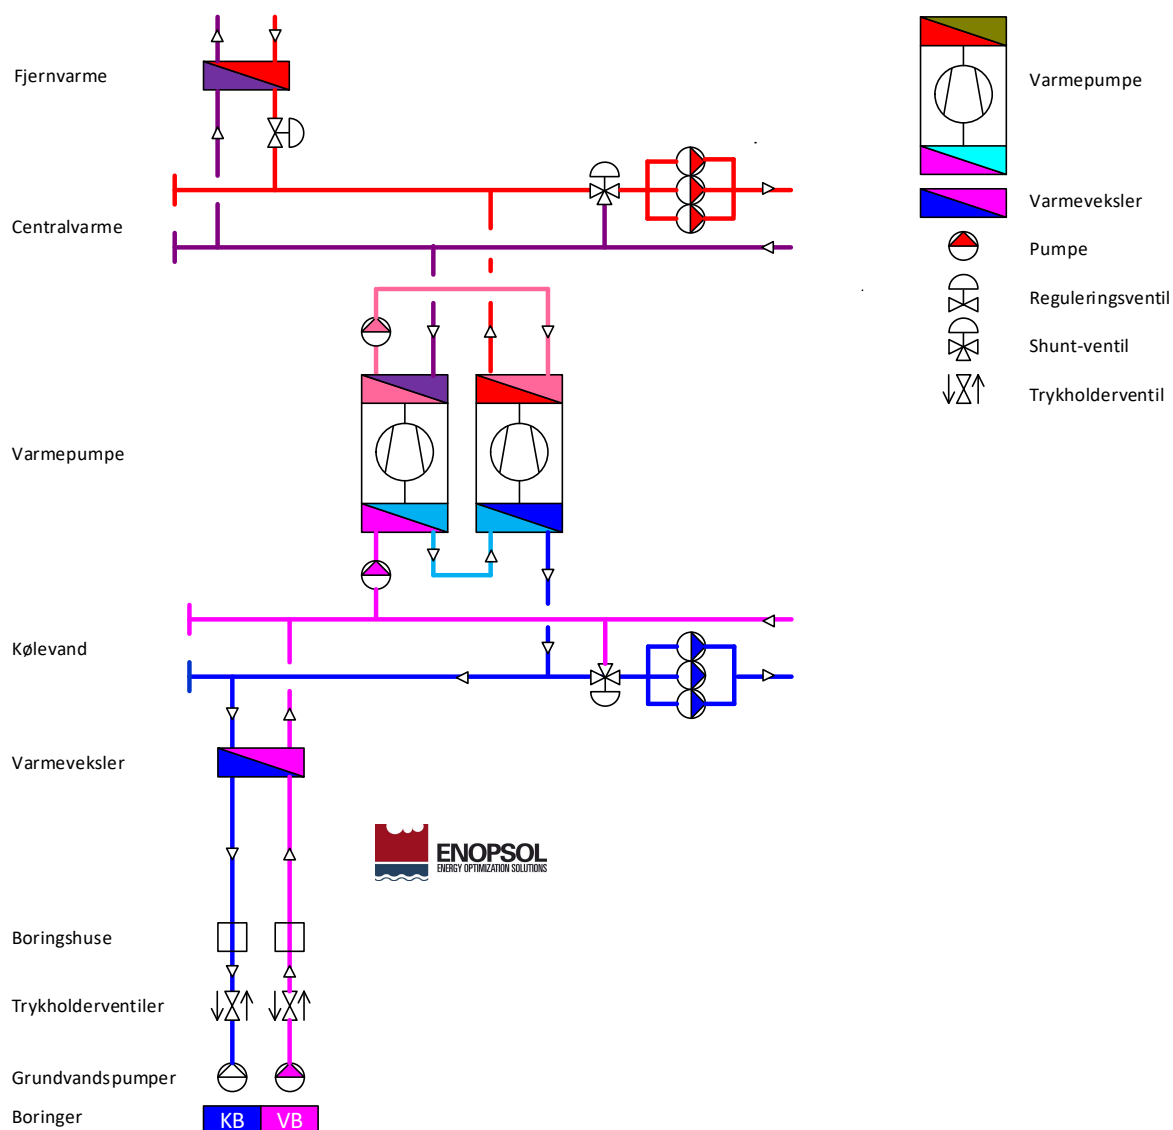 Fjernvarme
Centralvarme
Varmepumpe
Kølevand
Varmeveksler
ENOPSOL
ENERGY OPTIMIZATION SOLUTIONS
Boringshuse
Trykholderventiler
Grundvandspumper
Boringer
KB VB
Varmepumpe
Varmeveksler
Pumpe
Reguleringsventil
Shunt-ventil
Trykholderventil